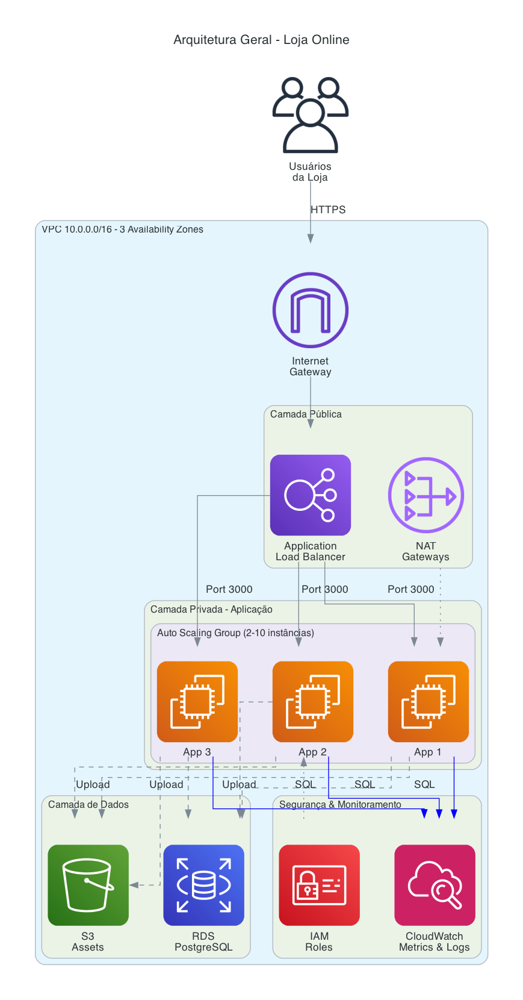 Arquitetura Geral - Loja Online
Usuários
da Loja
HTTPS
VPC 10.0.0.0/16 - 3 Availability Zones
Internet
Gateway
Camada Pública
Application
Load Balancer
NAT
Gateways
Port 3000
Port 3000
Port 3000
Camada Privada - Aplicação
Auto Scaling Group (2-10 instâncias)
App 3
App 2
App 1
Upload
Upload
Upload
SQL
SQL
SQL
Camada de Dados
Segurança & Monitoramento
S3
Assets
RDS
PostgreSQL
IAM
Roles
CloudWatch
Metrics & Logs